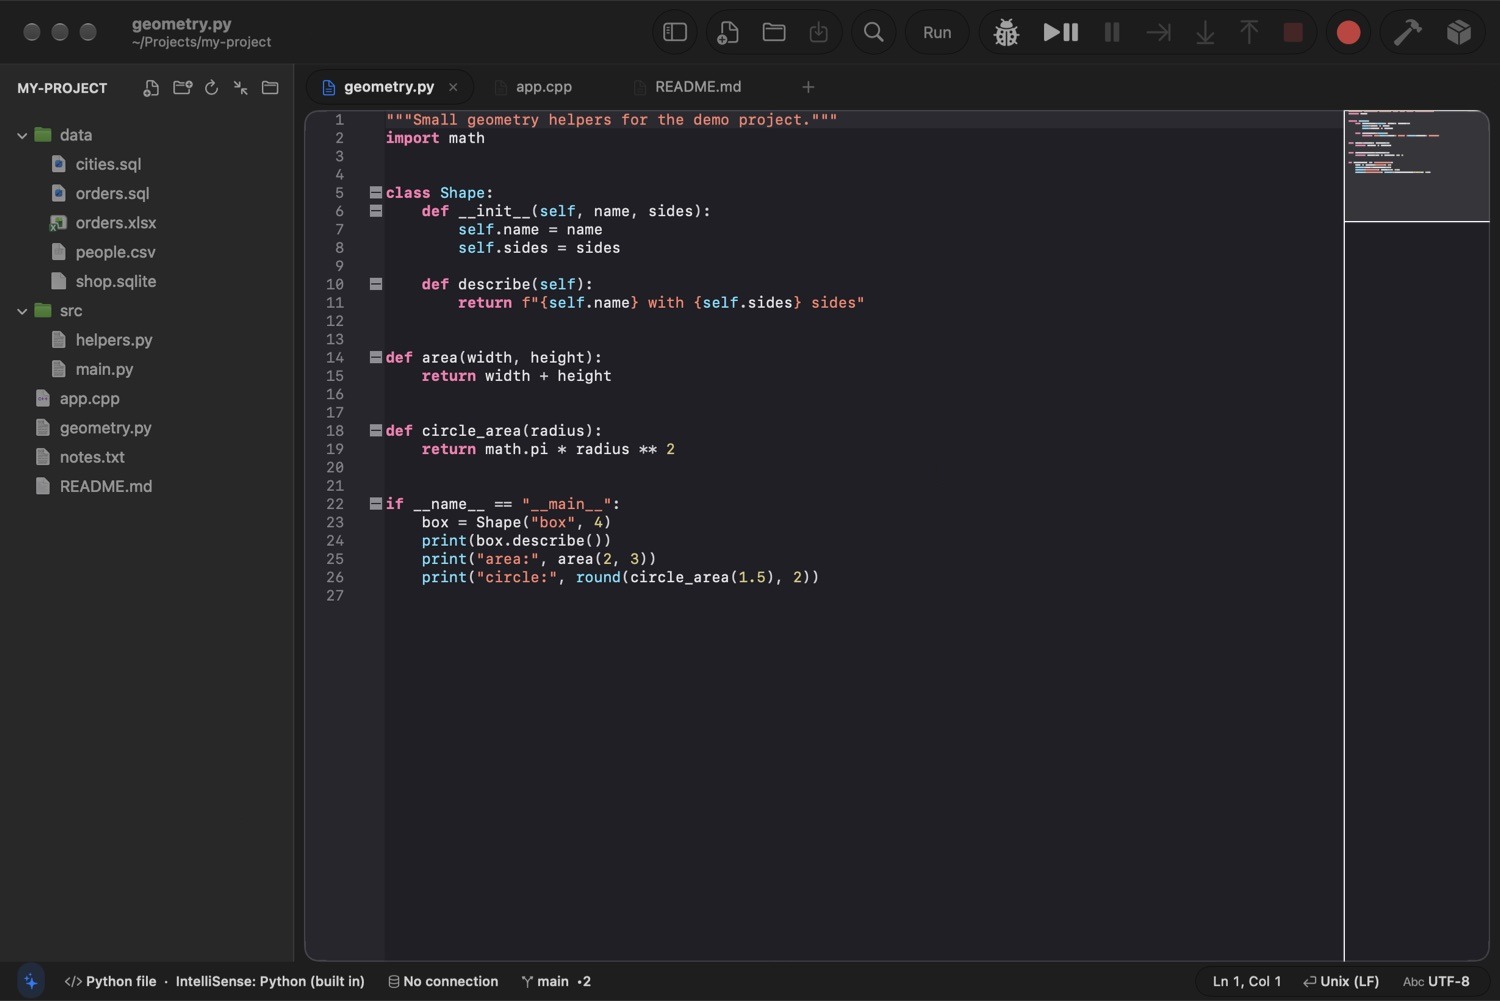 geometry.py
~/Projects/my-project
Run
MY-PROJECT
data
cities.sql
orders.sql
orders.xlsx
people.csv
shop.sqlite
src
helpers.py
main.py
app.cpp
geometry.py
notes.txt
README.md
geometry.py × app.cpp README.md +
1 """Small geometry helpers for the demo project."""
2 import math
3
4
5 class Shape:
6     def __init__(self, name, sides):
7         self.name = name
8         self.sides = sides
9
10     def describe(self):
11         return f"{self.name} with {self.sides} sides"
12
13
14 def area(width, height):
15     return width + height
16
17
18 def circle_area(radius):
19     return math.pi * radius ** 2
20
21
22 if __name__ == "__main__":
23     box = Shape("box", 4)
24     print(box.describe())
25     print("area:", area(2, 3))
26     print("circle:", round(circle_area(1.5), 2))
27
</> Python file · IntelliSense: Python (built in) No connection main •2 Ln 1, Col 1 Unix (LF) Abc UTF-8